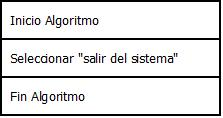 Inicio Algoritmo
Seleccionar "salir del sistema"
Fin Algoritmo